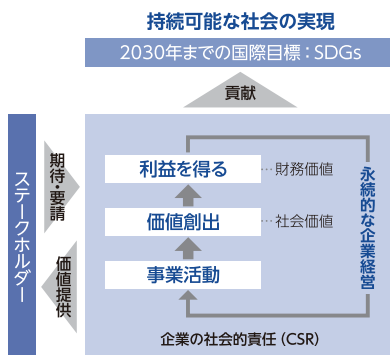 持続可能な社会の実現
2030年までの国際目標：SDGs
貢献
ステークホルダー
期待・要請
価値提供
利益を得る
…財務価値
価値創出
…社会価値
事業活動
永続的な企業経営
企業の社会的責任（CSR）